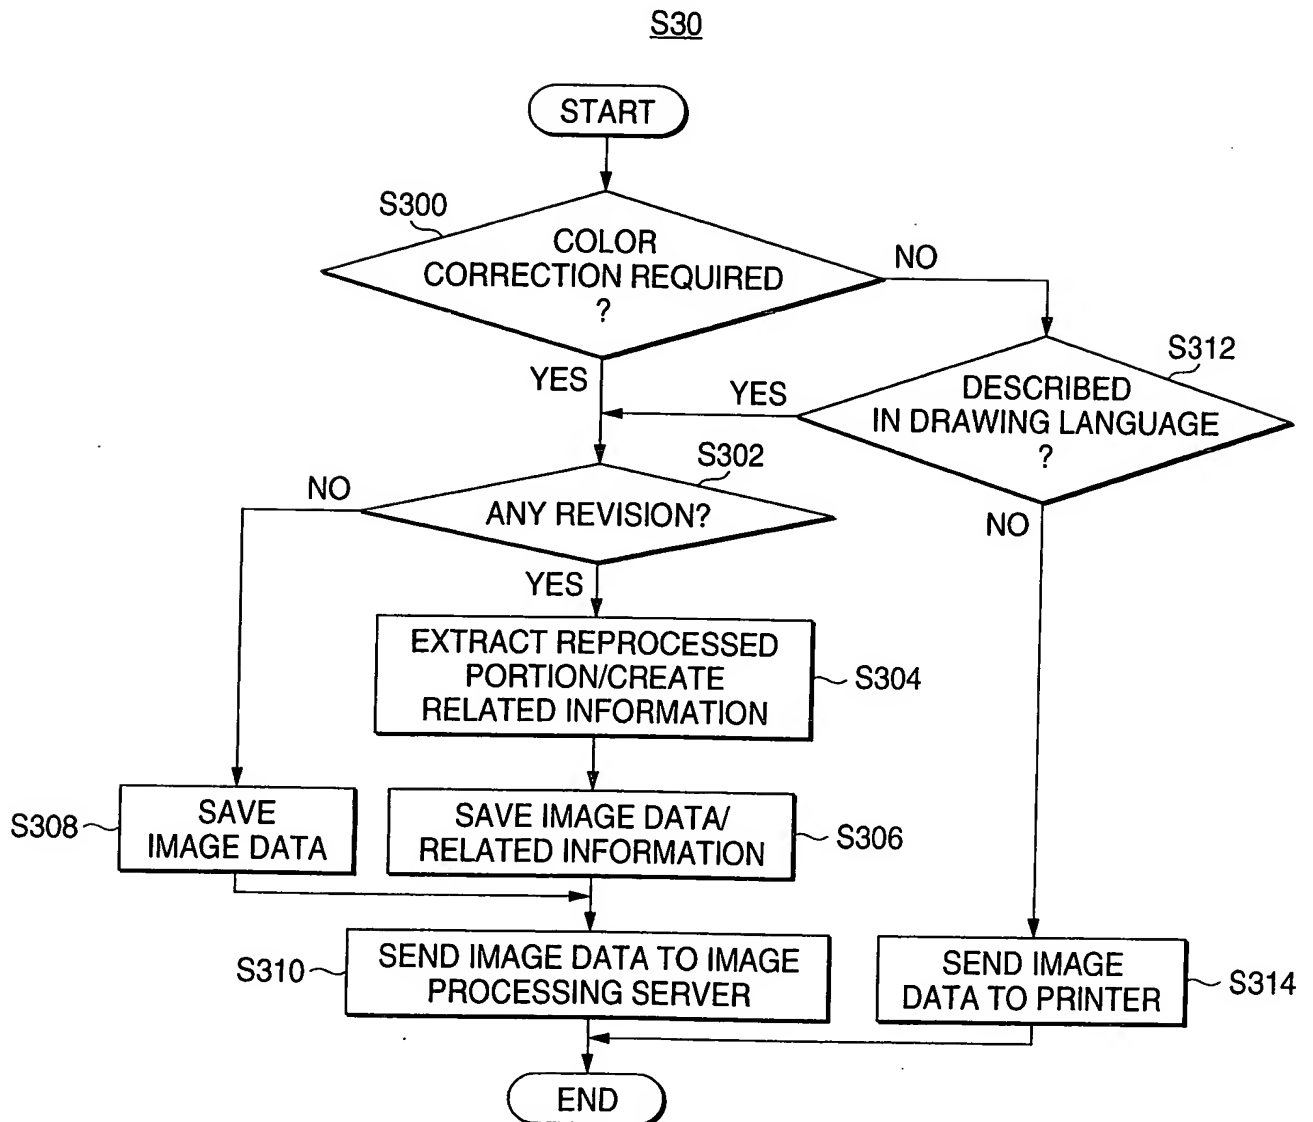 S30
START
S300
COLOR
CORRECTION REQUIRED
?
NO
YES
S312
DESCRIBED
IN DRAWING LANGUAGE
?
YES
NO
S302
ANY REVISION?
NO
YES
EXTRACT REPROCESSED
PORTION/CREATE
RELATED INFORMATION
S304
S308
SAVE
IMAGE DATA
SAVE IMAGE DATA/
RELATED INFORMATION
S306
S310
SEND IMAGE DATA TO IMAGE
PROCESSING SERVER
SEND IMAGE
DATA TO PRINTER
S314
END